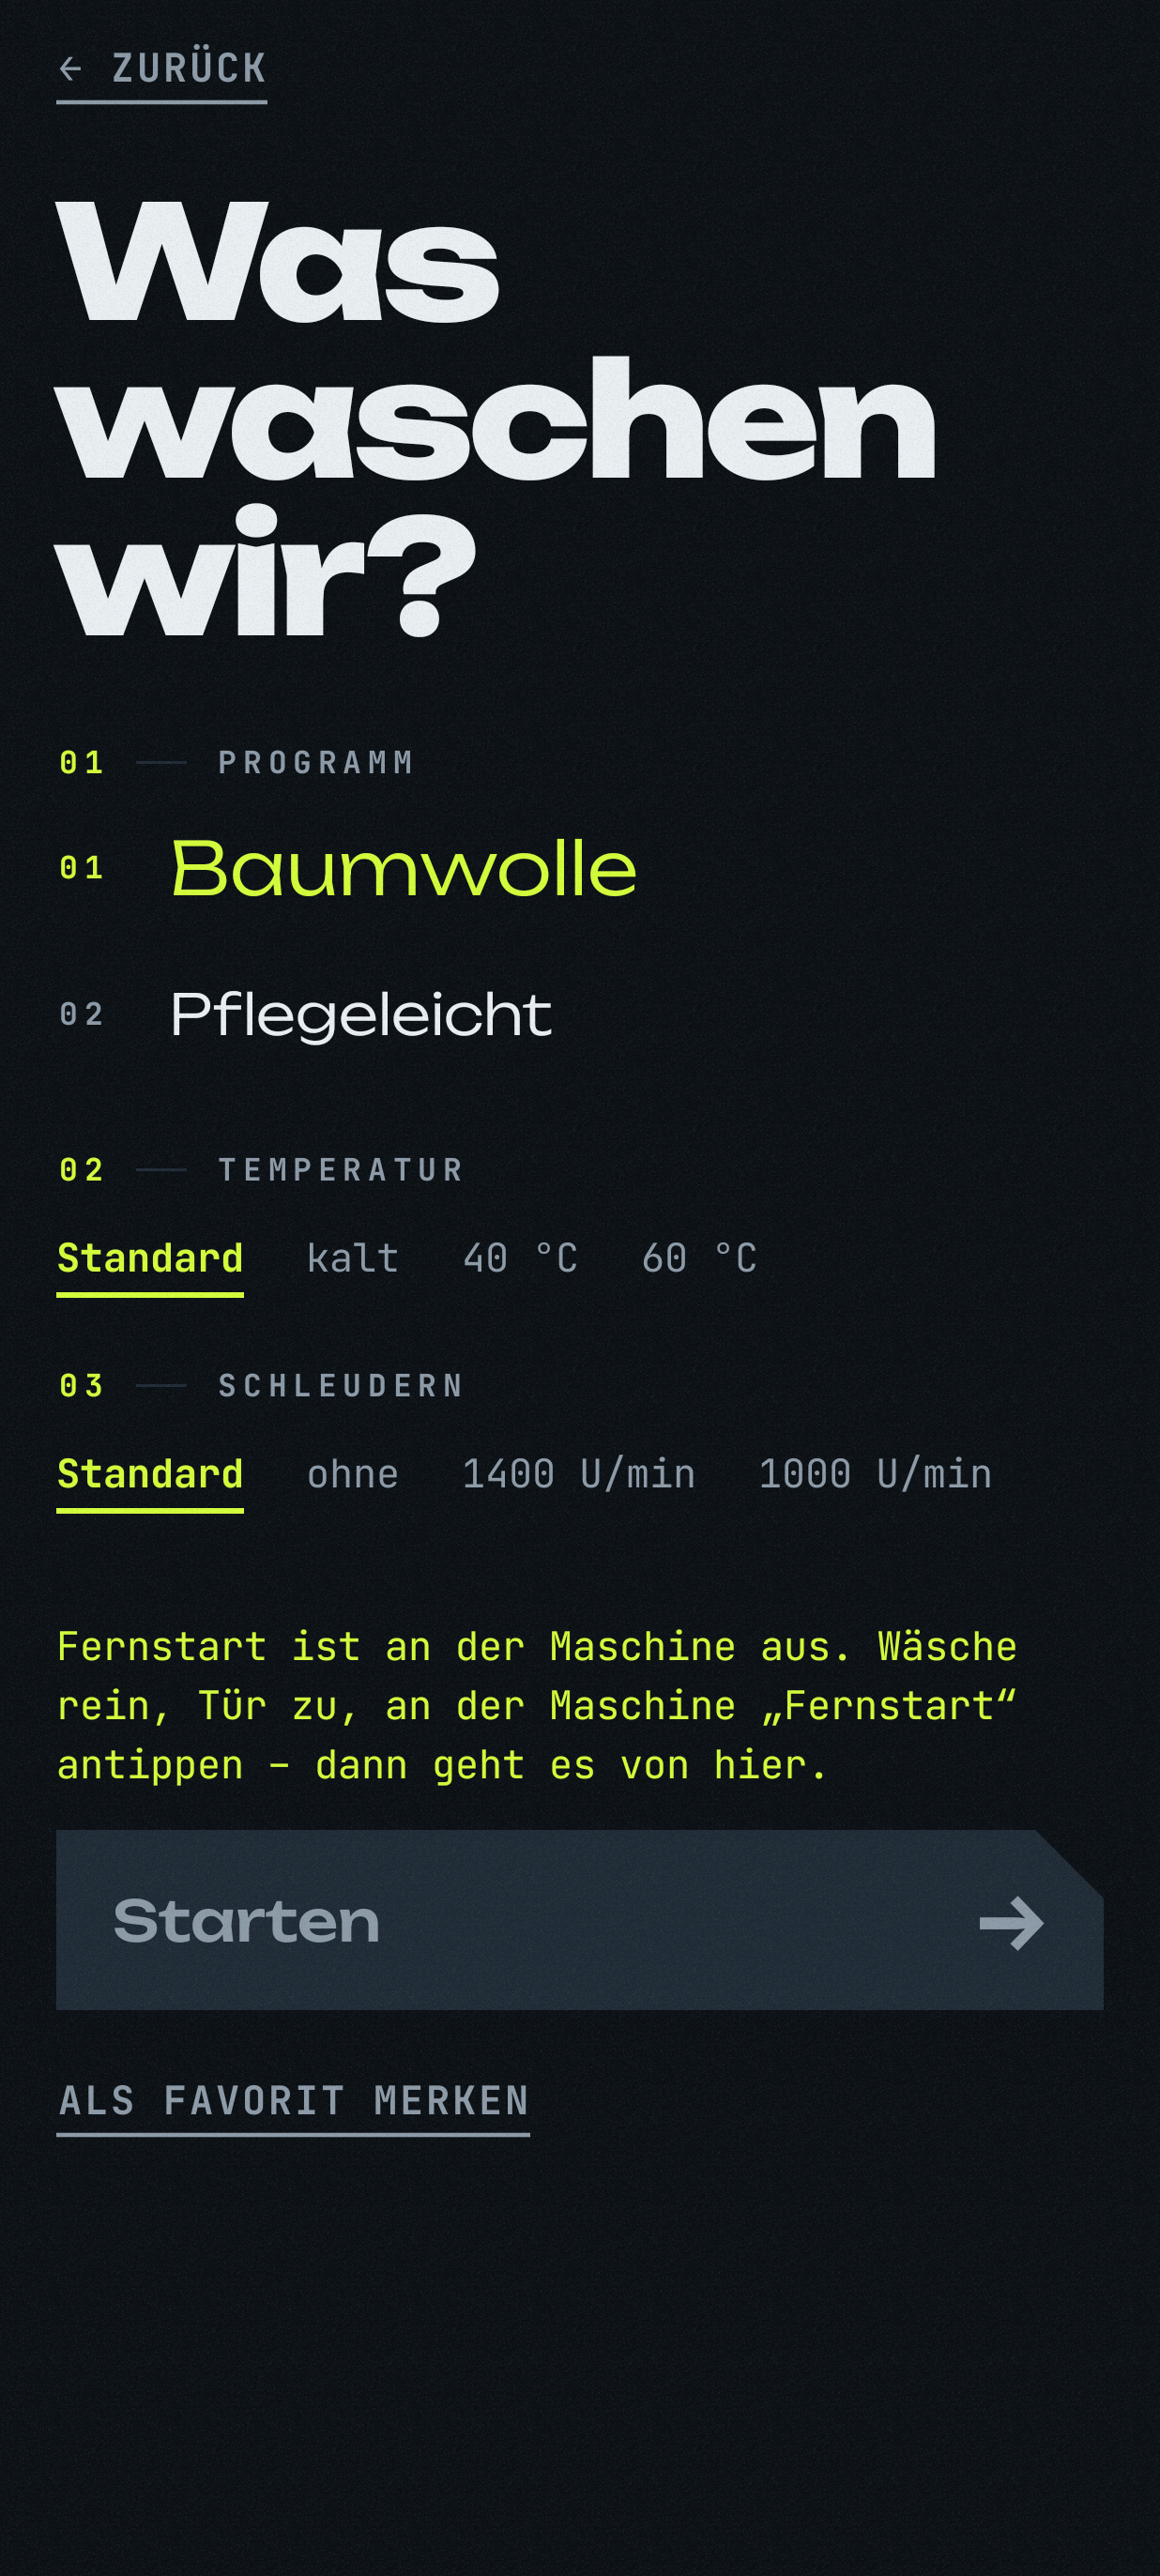 ← ZURÜCK
Was
waschen
wir?
01 — PROGRAMM
01 Baumwolle
02 Pflegeleicht
02 — TEMPERATUR
Standard kalt 40 °C 60 °C
03 — SCHLEUDERN
Standard ohne 1400 U/min 1000 U/min
Fernstart ist an der Maschine aus. Wäsche
rein, Tür zu, an der Maschine „Fernstart“
antippen – dann geht es von hier.
Starten →
ALS FAVORIT MERKEN